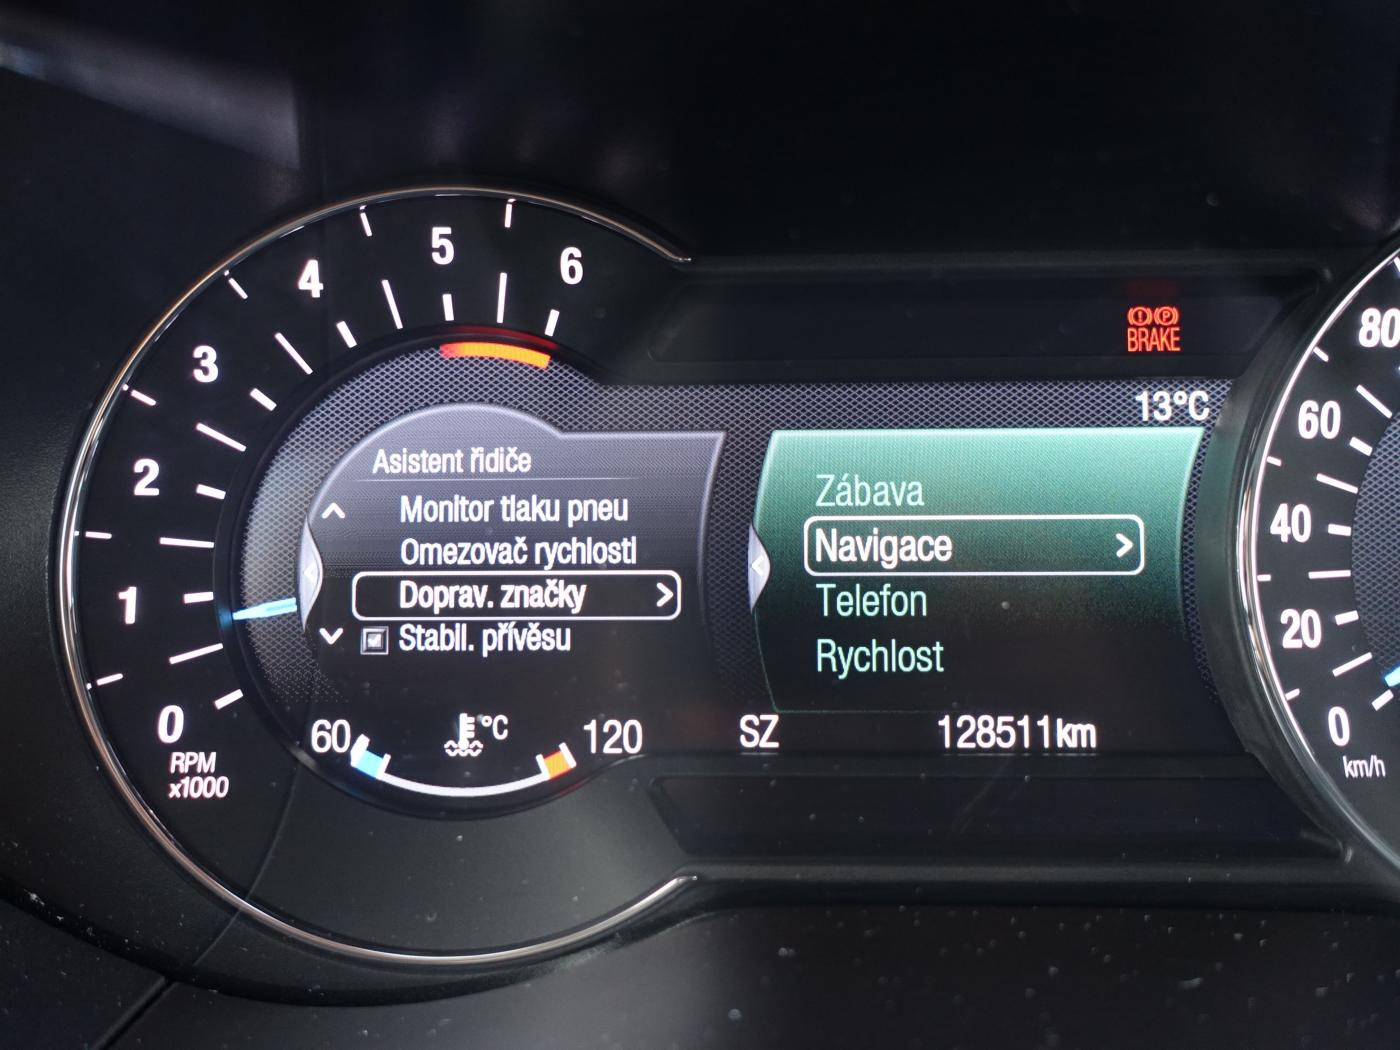 0
1
2
3
4
5
6
RPM
x1000
Asistent řidiče
Monitor tlaku pneu
Omezovač rychlosti
Doprav. značky
Stabil. přívěsu
60 °C 120
BRAKE
13°C
Zábava
Navigace
Telefon
Rychlost
SZ 128511km
80
60
40
20
0
km/h